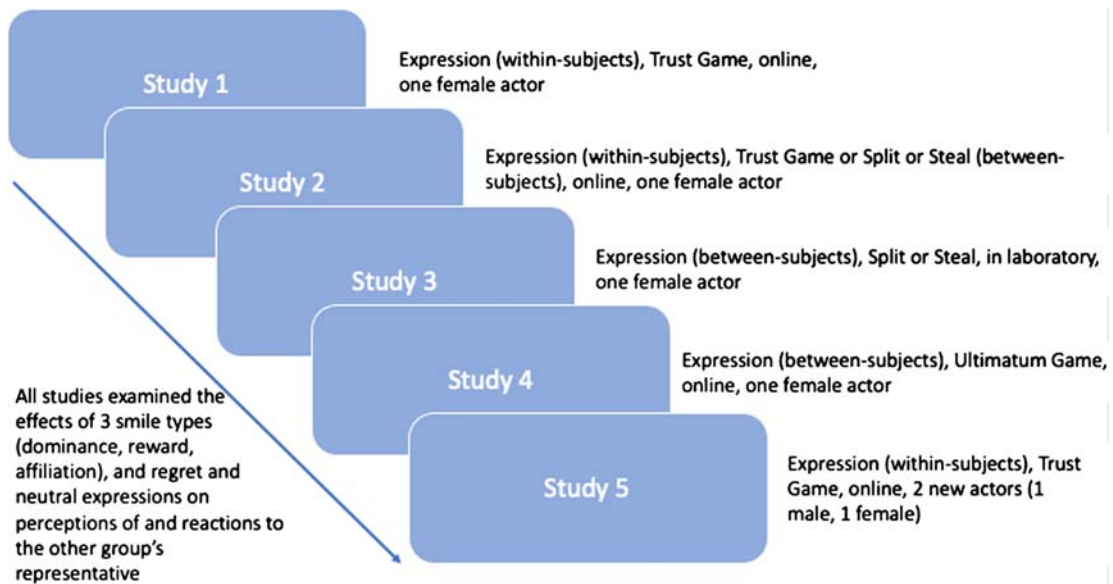 Study 1
Expression (within-subjects), Trust Game, online,
one female actor
Study 2
Expression (within-subjects), Trust Game or Split or Steal (between-
subjects), online, one female actor
Study 3
Expression (between-subjects), Split or Steal, in laboratory,
one female actor
Study 4
Expression (between-subjects), Ultimatum Game,
online, one female actor
Study 5
Expression (within-subjects), Trust
Game, online, 2 new actors (1
male, 1 female)
All studies examined the
effects of 3 smile types
(dominance, reward,
affiliation), and regret and
neutral expressions on
perceptions of and reactions to
the other group's
representative